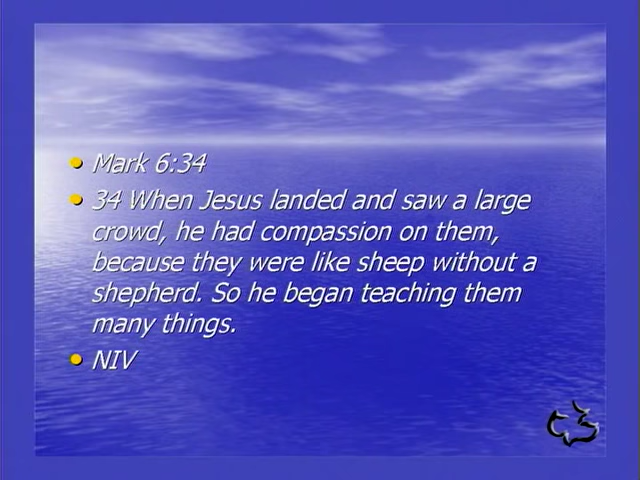 Mark 6:34
34 When Jesus landed and saw a large
crowd, he had compassion on them,
because they were like sheep without a
shepherd. So he began teaching them
many things.
NIV